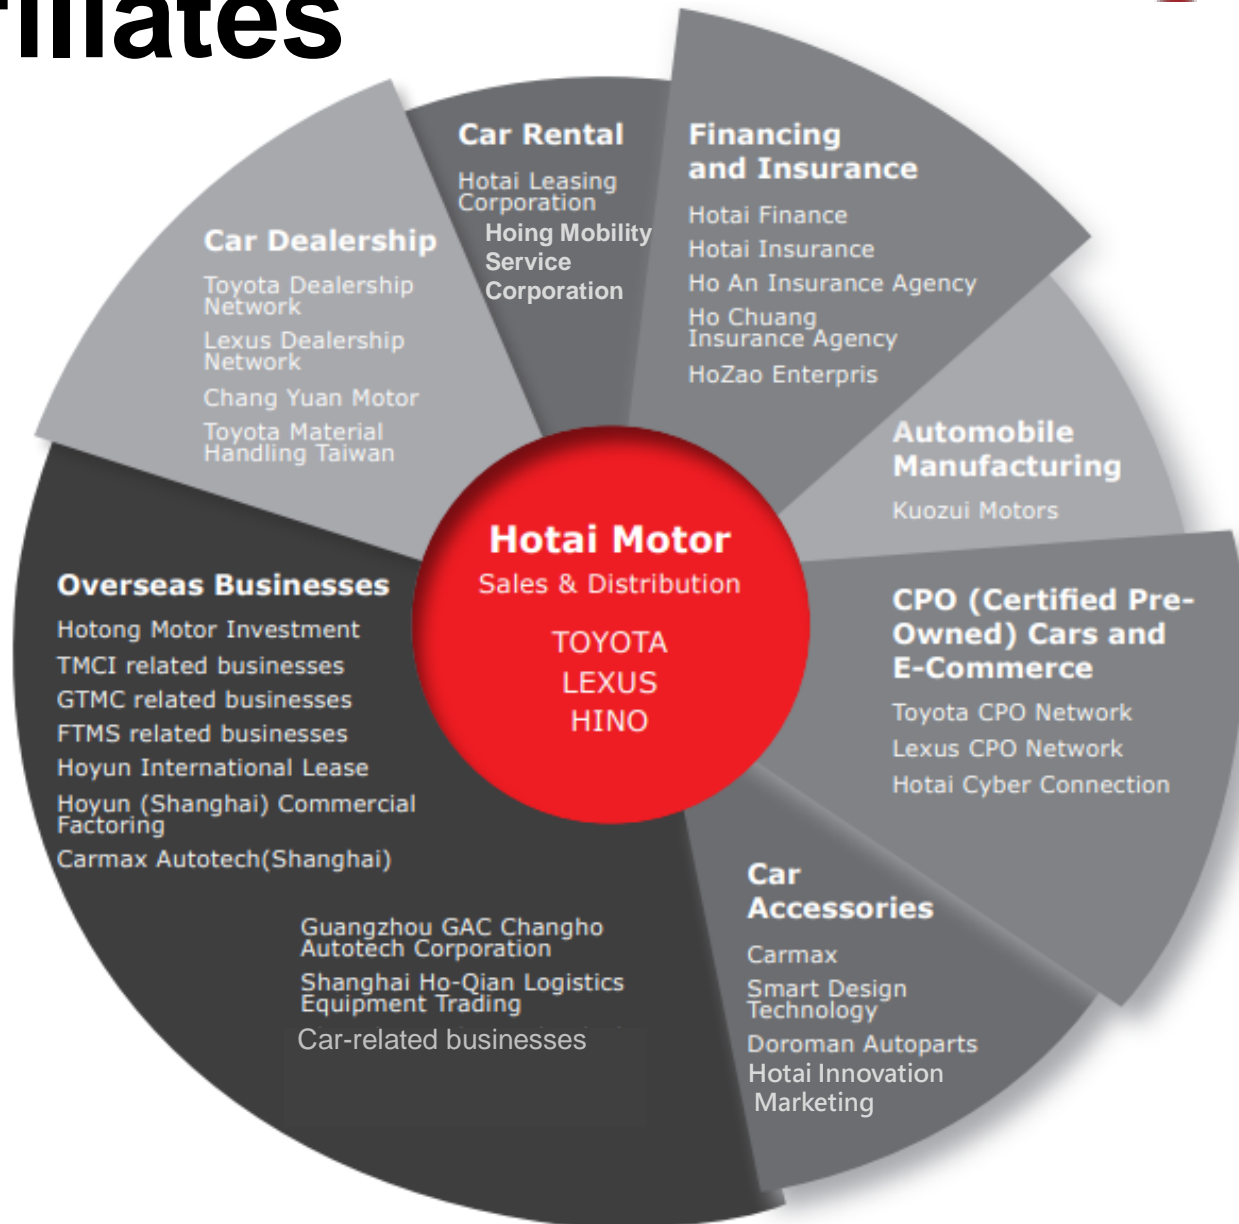 Car Rental
Hotai Leasing
Corporation
Hoing Mobility
Service
Corporation
Financing
and Insurance
Hotai Finance
Hotai Insurance
Ho An Insurance Agency
Ho Chuang
Insurance Agency
HoZao Enterpris
Car Dealership
Toyota Dealership
Network
Lexus Dealership
Network
Chang Yuan Motor
Toyota Material
Handling Taiwan
Automobile
Manufacturing
Kuozui Motors
Hotai Motor
Sales & Distribution
TOYOTA
LEXUS
HINO
Overseas Businesses
Hotong Motor Investment
TMCI related businesses
GTMC related businesses
FTMS related businesses
Hoyun International Lease
Hoyun (Shanghai) Commercial
Factoring
Carmax Autotech(Shanghai)
Guangzhou GAC Changho
Autotech Corporation
Shanghai Ho-Qian Logistics
Equipment Trading
Car-related businesses
CPO (Certified Pre-
Owned) Cars and
E-Commerce
Toyota CPO Network
Lexus CPO Network
Hotai Cyber Connection
Car
Accessories
Carmax
Smart Design
Technology
Doroman Autoparts
Hotai Innovation
Marketing